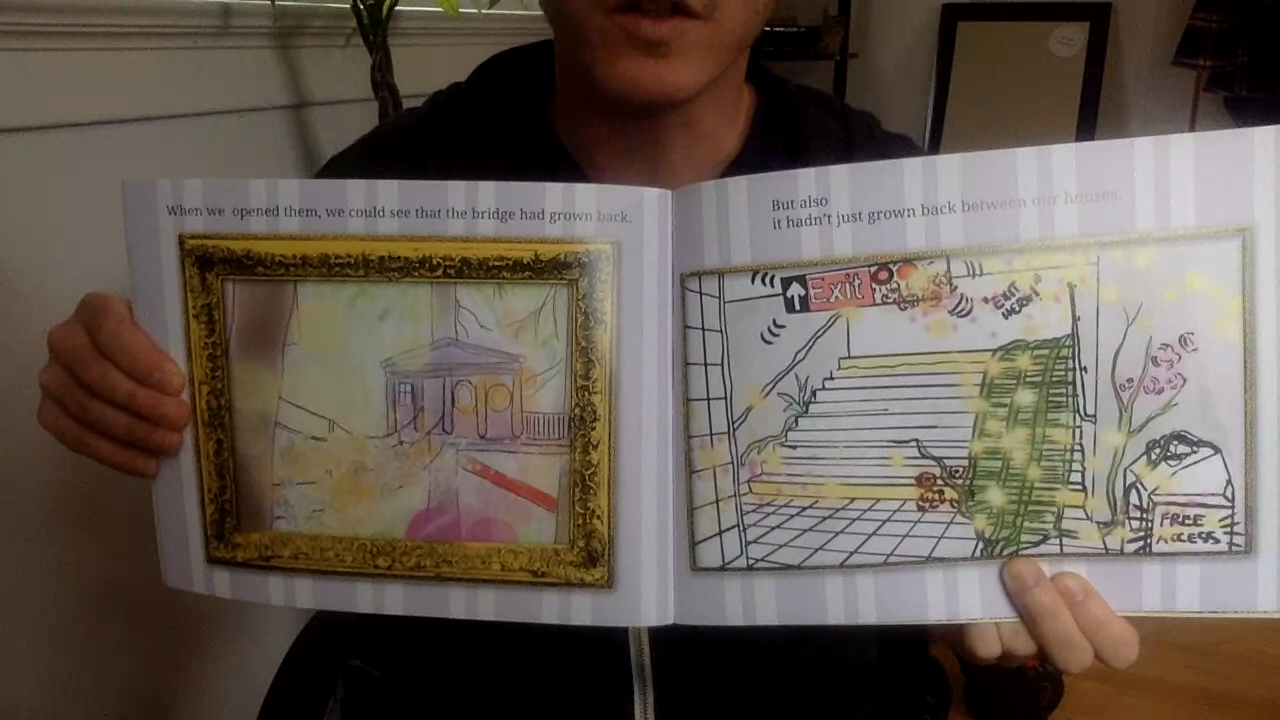 When we opened them, we could see that the bridge had grown back.
But also
it hadn't just grown back between our houses.
Exit
"EXIT
HERE!"
FREE
ACCESS